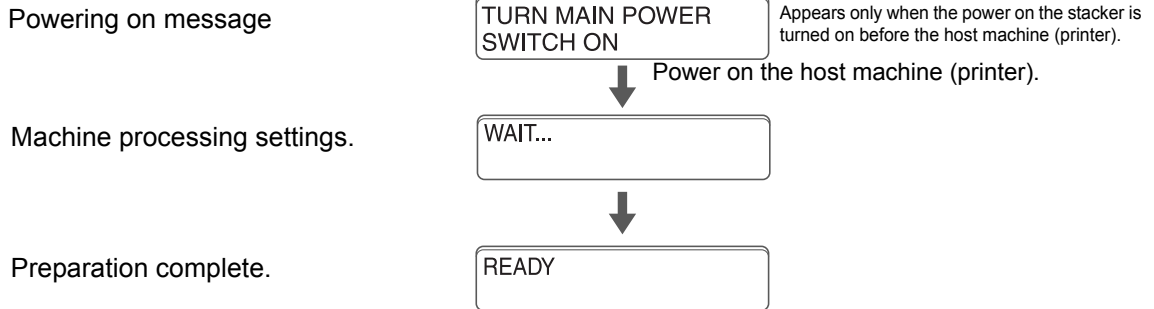 Powering on message
TURN MAIN POWER
SWITCH ON
Appears only when the power on the stacker is
turned on before the host machine (printer).
Power on the host machine (printer).
Machine processing settings.
WAIT...
Preparation complete.
READY